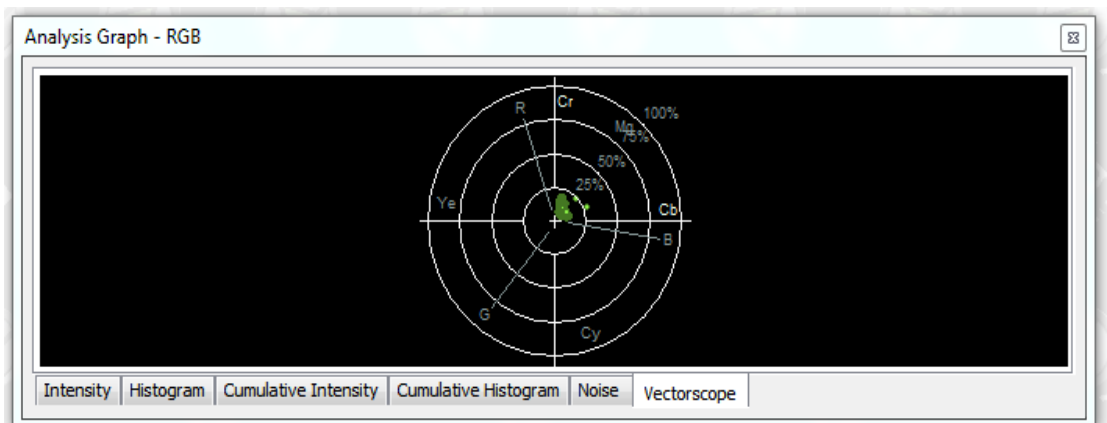 Analysis Graph - RGB
R
Cr
100%
Mg
75%
50%
25%
Ye
Cb
B
G
Cy
Intensity
Histogram
Cumulative Intensity
Cumulative Histogram
Noise
Vectorscope